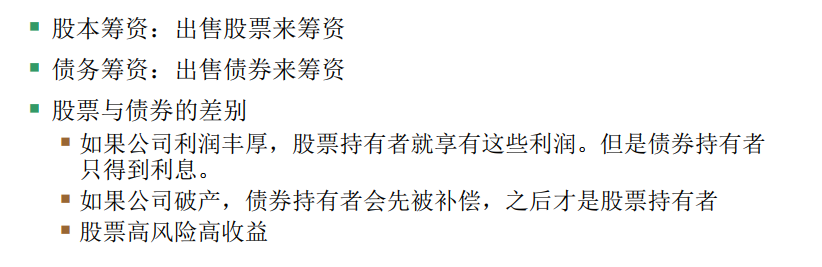 股本筹资：出售股票来筹资
债务筹资：出售债券来筹资
股票与债券的差别
如果公司利润丰厚，股票持有者就享有这些利润。但是债券持有者
只得到利息。
如果公司破产，债券持有者会先被补偿，之后才是股票持有者
股票高风险高收益